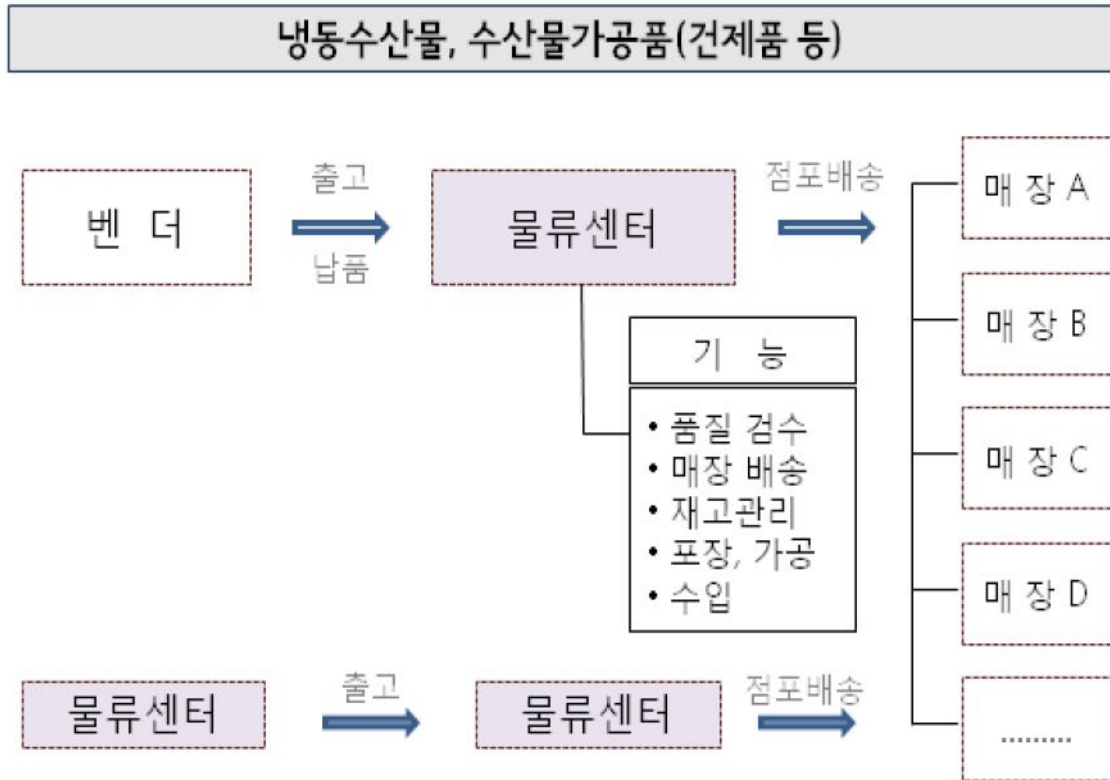 냉동수산물, 수산물가공품(건제품 등)
벤 더
출고
납품
물류센터
점포배송
매 장 A
매 장 B
매 장 C
매 장 D
.........
기 능
• 품질 검수
• 매장 배송
• 재고관리
• 포장, 가공
• 수입
물류센터
출고
물류센터
점포배송